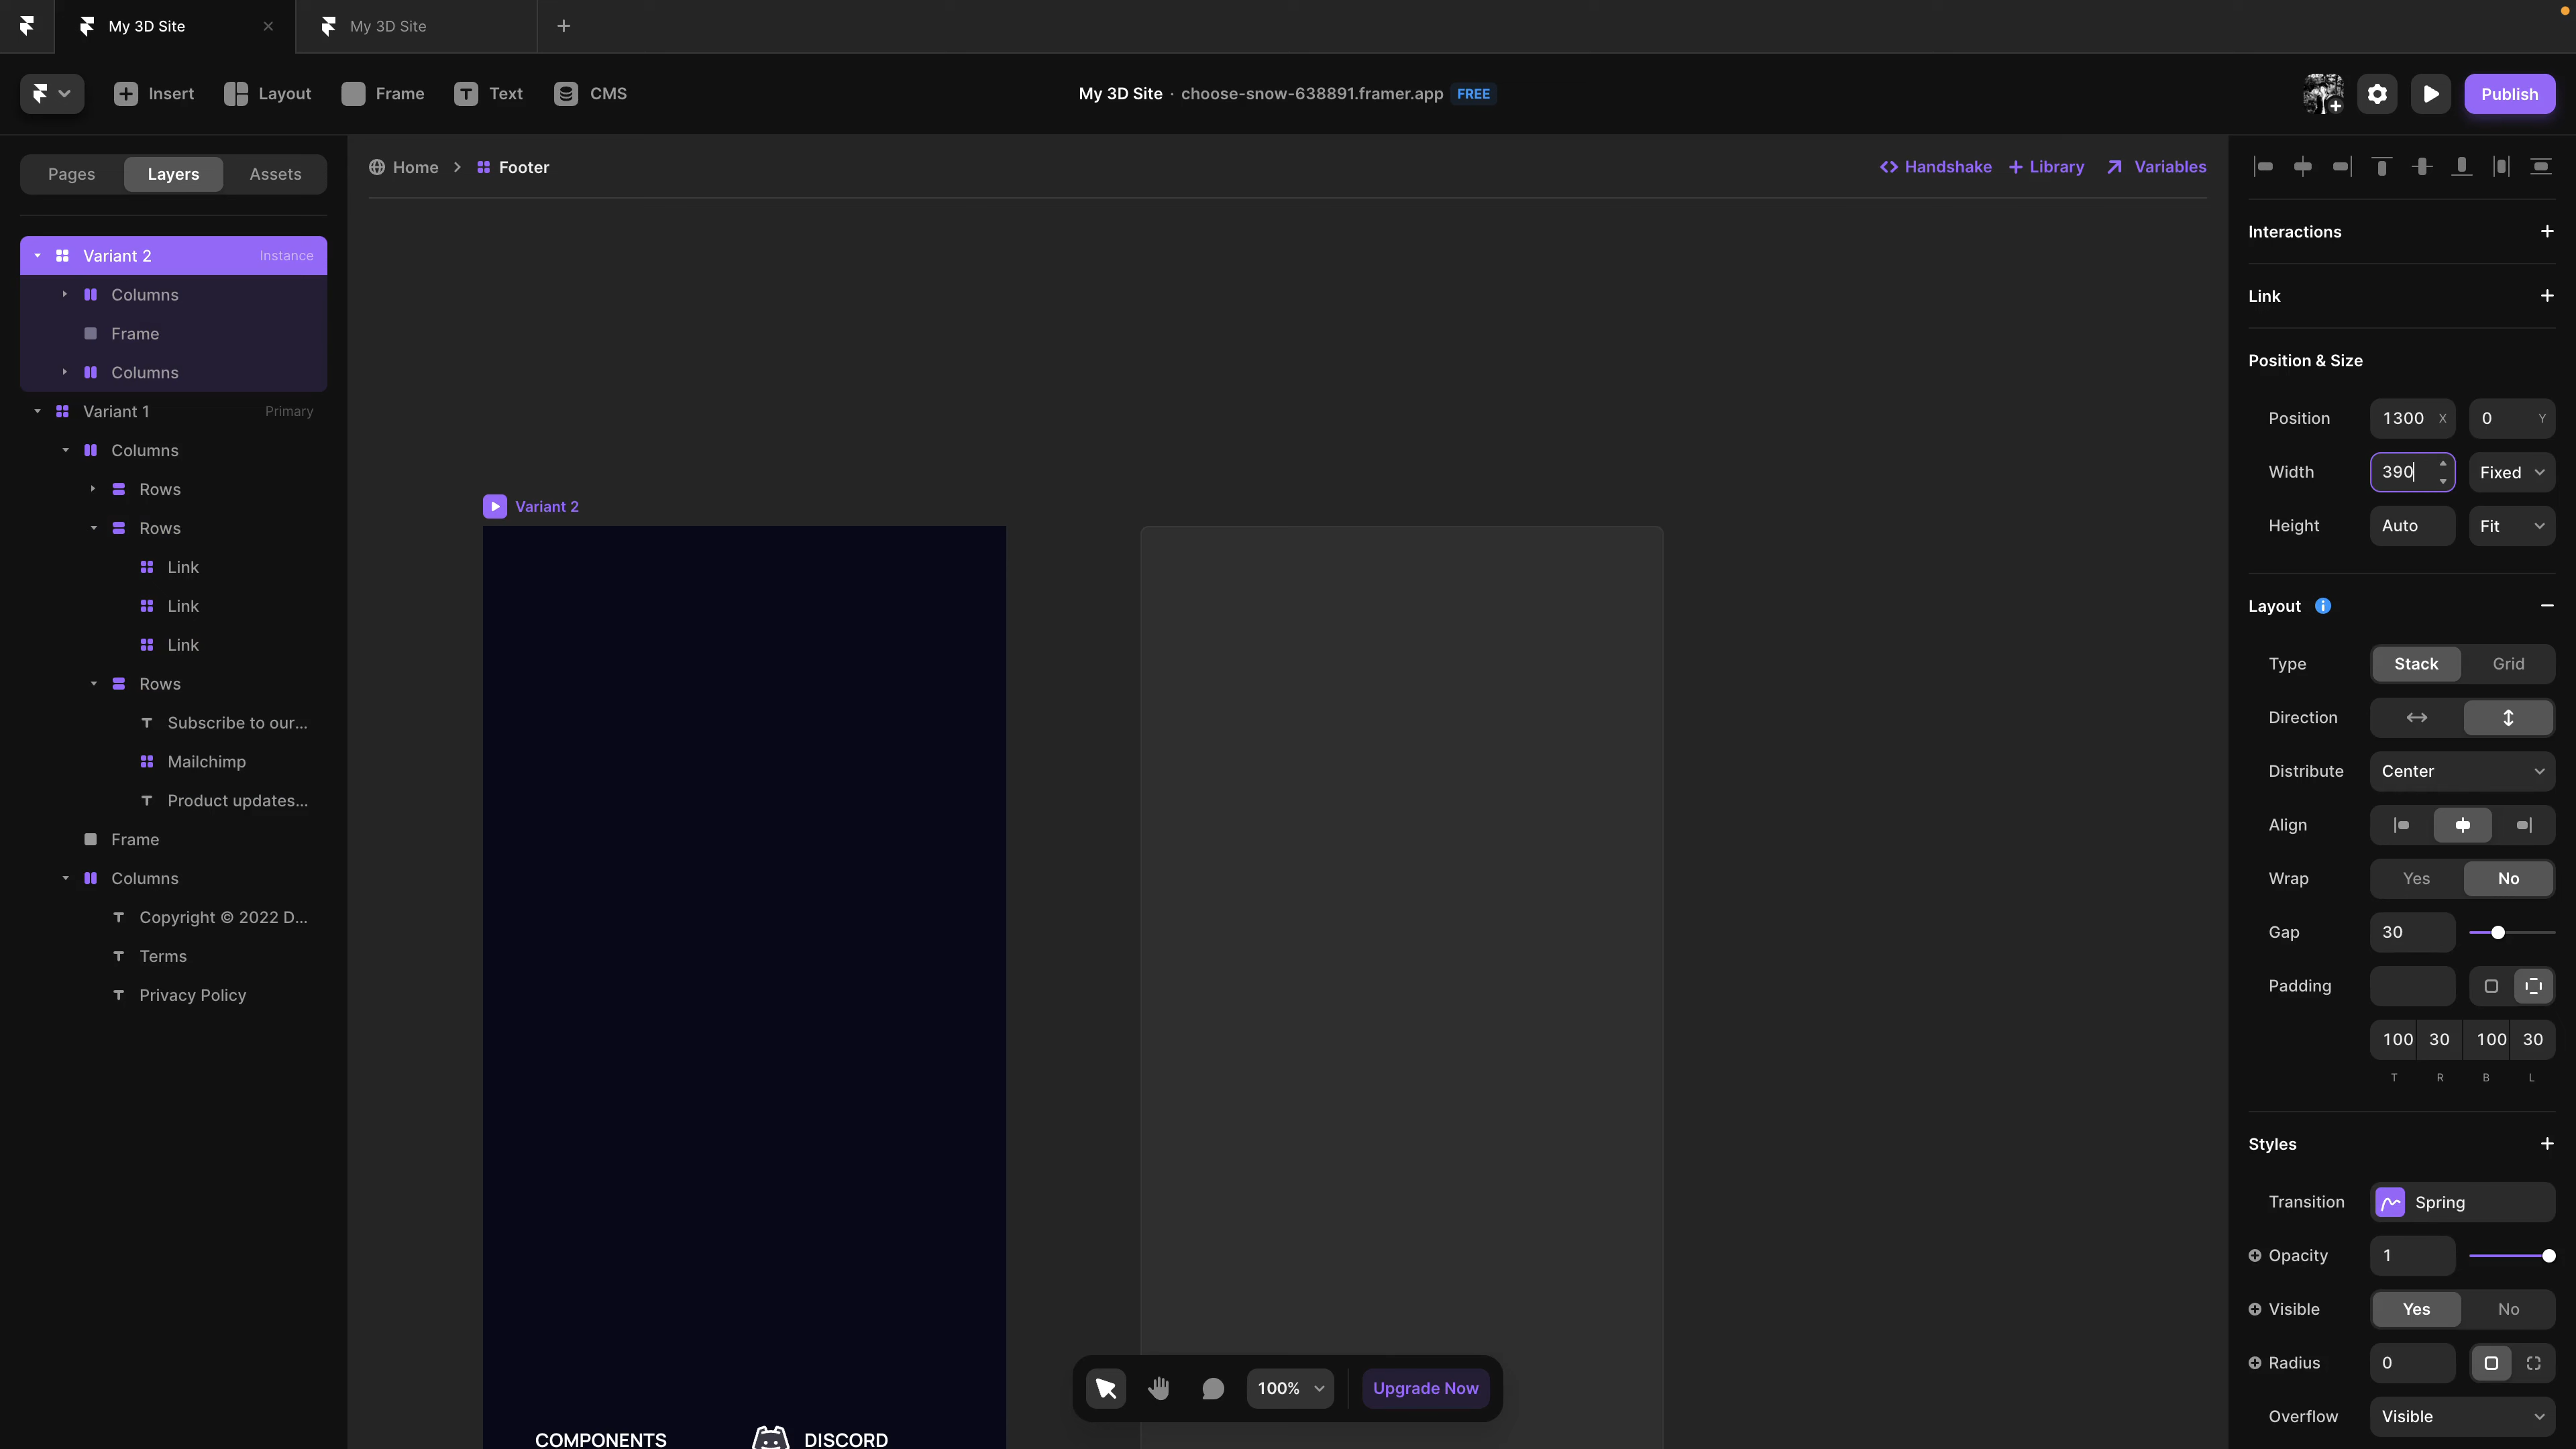 My 3D Site
My 3D Site
Insert
Layout
Frame
Text
CMS
My 3D Site · choose-snow-638891.framer.app FREE
Publish
Pages
Layers
Assets
Home
Footer
Handshake
Library
Variables
Variant 2 Instance
Columns
Frame
Columns
Variant 1 Primary
Columns
Rows
Rows
Link
Link
Link
Rows
Subscribe to our...
Mailchimp
Product updates...
Frame
Columns
Copyright © 2022 D...
Terms
Privacy Policy
Variant 2
COMPONENTS
DISCORD
100%
Upgrade Now
Interactions
Link
Position & Size
Position 1300 X 0 Y
Width 390 Fixed
Height Auto Fit
Layout
Type Stack Grid
Direction
Distribute Center
Align
Wrap Yes No
Gap 30
Padding
100 30 100 30
T R B L
Styles
Transition Spring
Opacity 1
Visible Yes No
Radius 0
Overflow Visible